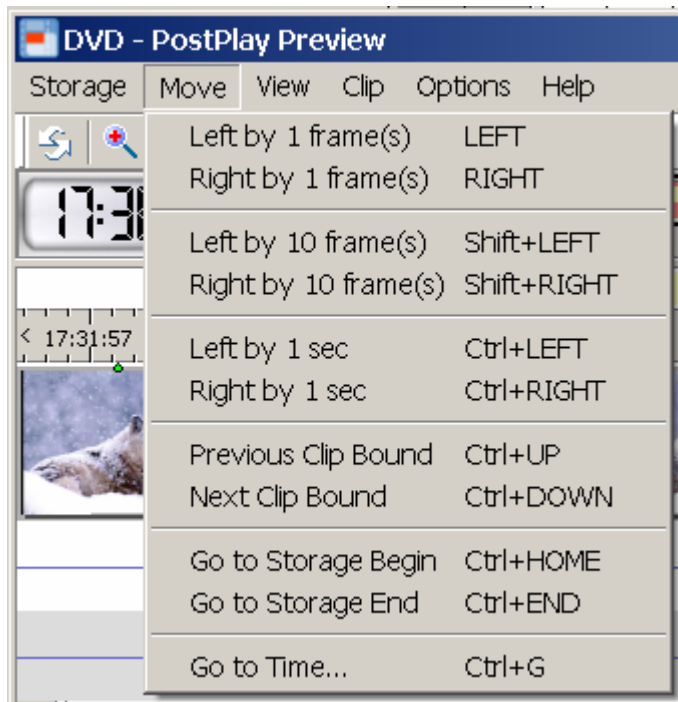 DVD - PostPlay Preview
Storage Move View Clip Options Help
Left by 1 frame(s) LEFT
Right by 1 frame(s) RIGHT
17:3
Left by 10 frame(s) Shift+LEFT
Right by 10 frame(s) Shift+RIGHT
< 17:31:57
Left by 1 sec Ctrl+LEFT
Right by 1 sec Ctrl+RIGHT
Previous Clip Bound Ctrl+UP
Next Clip Bound Ctrl+DOWN
Go to Storage Begin Ctrl+HOME
Go to Storage End Ctrl+END
Go to Time... Ctrl+G